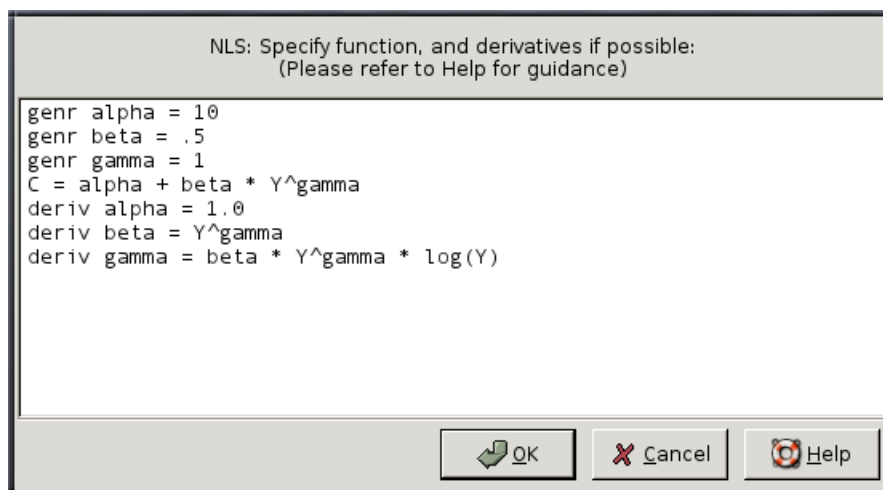 NLS: Specify function, and derivatives if possible:
(Please refer to Help for guidance)
genr alpha = 10
genr beta = .5
genr gamma = 1
C = alpha + beta * Y^gamma
deriv alpha = 1.0
deriv beta = Y^gamma
deriv gamma = beta * Y^gamma * log(Y)
OK Cancel Help